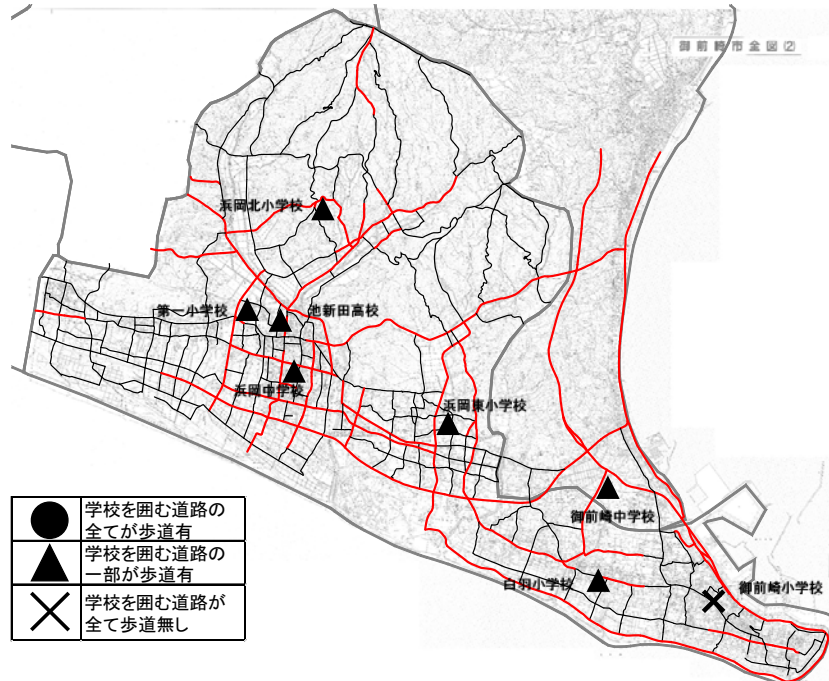 御前崎市全図②
浜岡北小学校
第一小学校
池新田高校
浜岡中学校
浜岡東小学校
御前崎中学校
白羽小学校
御前崎小学校
学校を囲む道路の
全てが歩道有
学校を囲む道路の
一部が歩道有
学校を囲む道路が
全て歩道無し